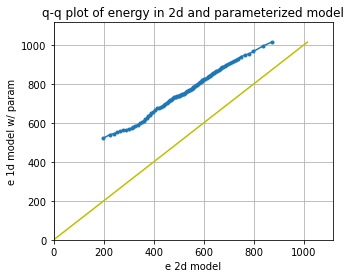 q-q plot of energy in 2d and parameterized model
e 1d model w/ param
1000
800
600
400
200
0
0 200 400 600 800 1000
e 2d model